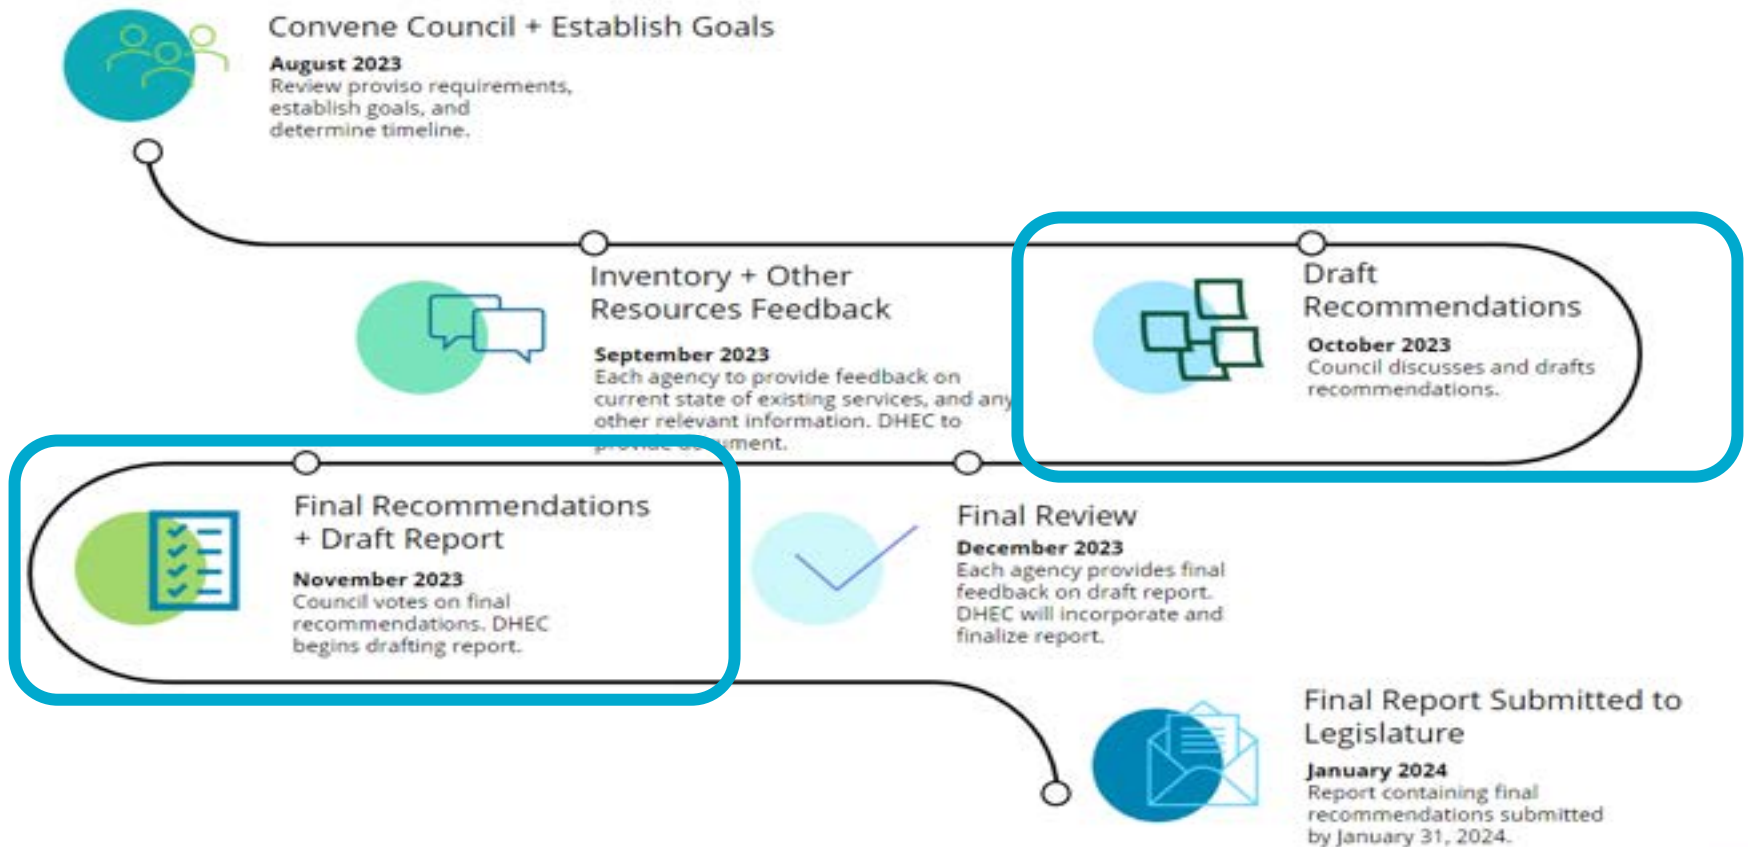 Convene Council + Establish Goals
August 2023
Review proviso requirements,
establish goals, and
determine timeline.
Inventory + Other
Resources Feedback
September 2023
Each agency to provide feedback on
current state of existing services, and any
other relevant information. DHEC to
provide document.
Draft
Recommendations
October 2023
Council discusses and drafts
recommendations.
Final Recommendations
+ Draft Report
November 2023
Council votes on final
recommendations. DHEC
begins drafting report.
Final Review
December 2023
Each agency provides final
feedback on draft report.
DHEC will incorporate and
finalize report.
Final Report Submitted to
Legislature
January 2024
Report containing final
recommendations submitted
by January 31, 2024.